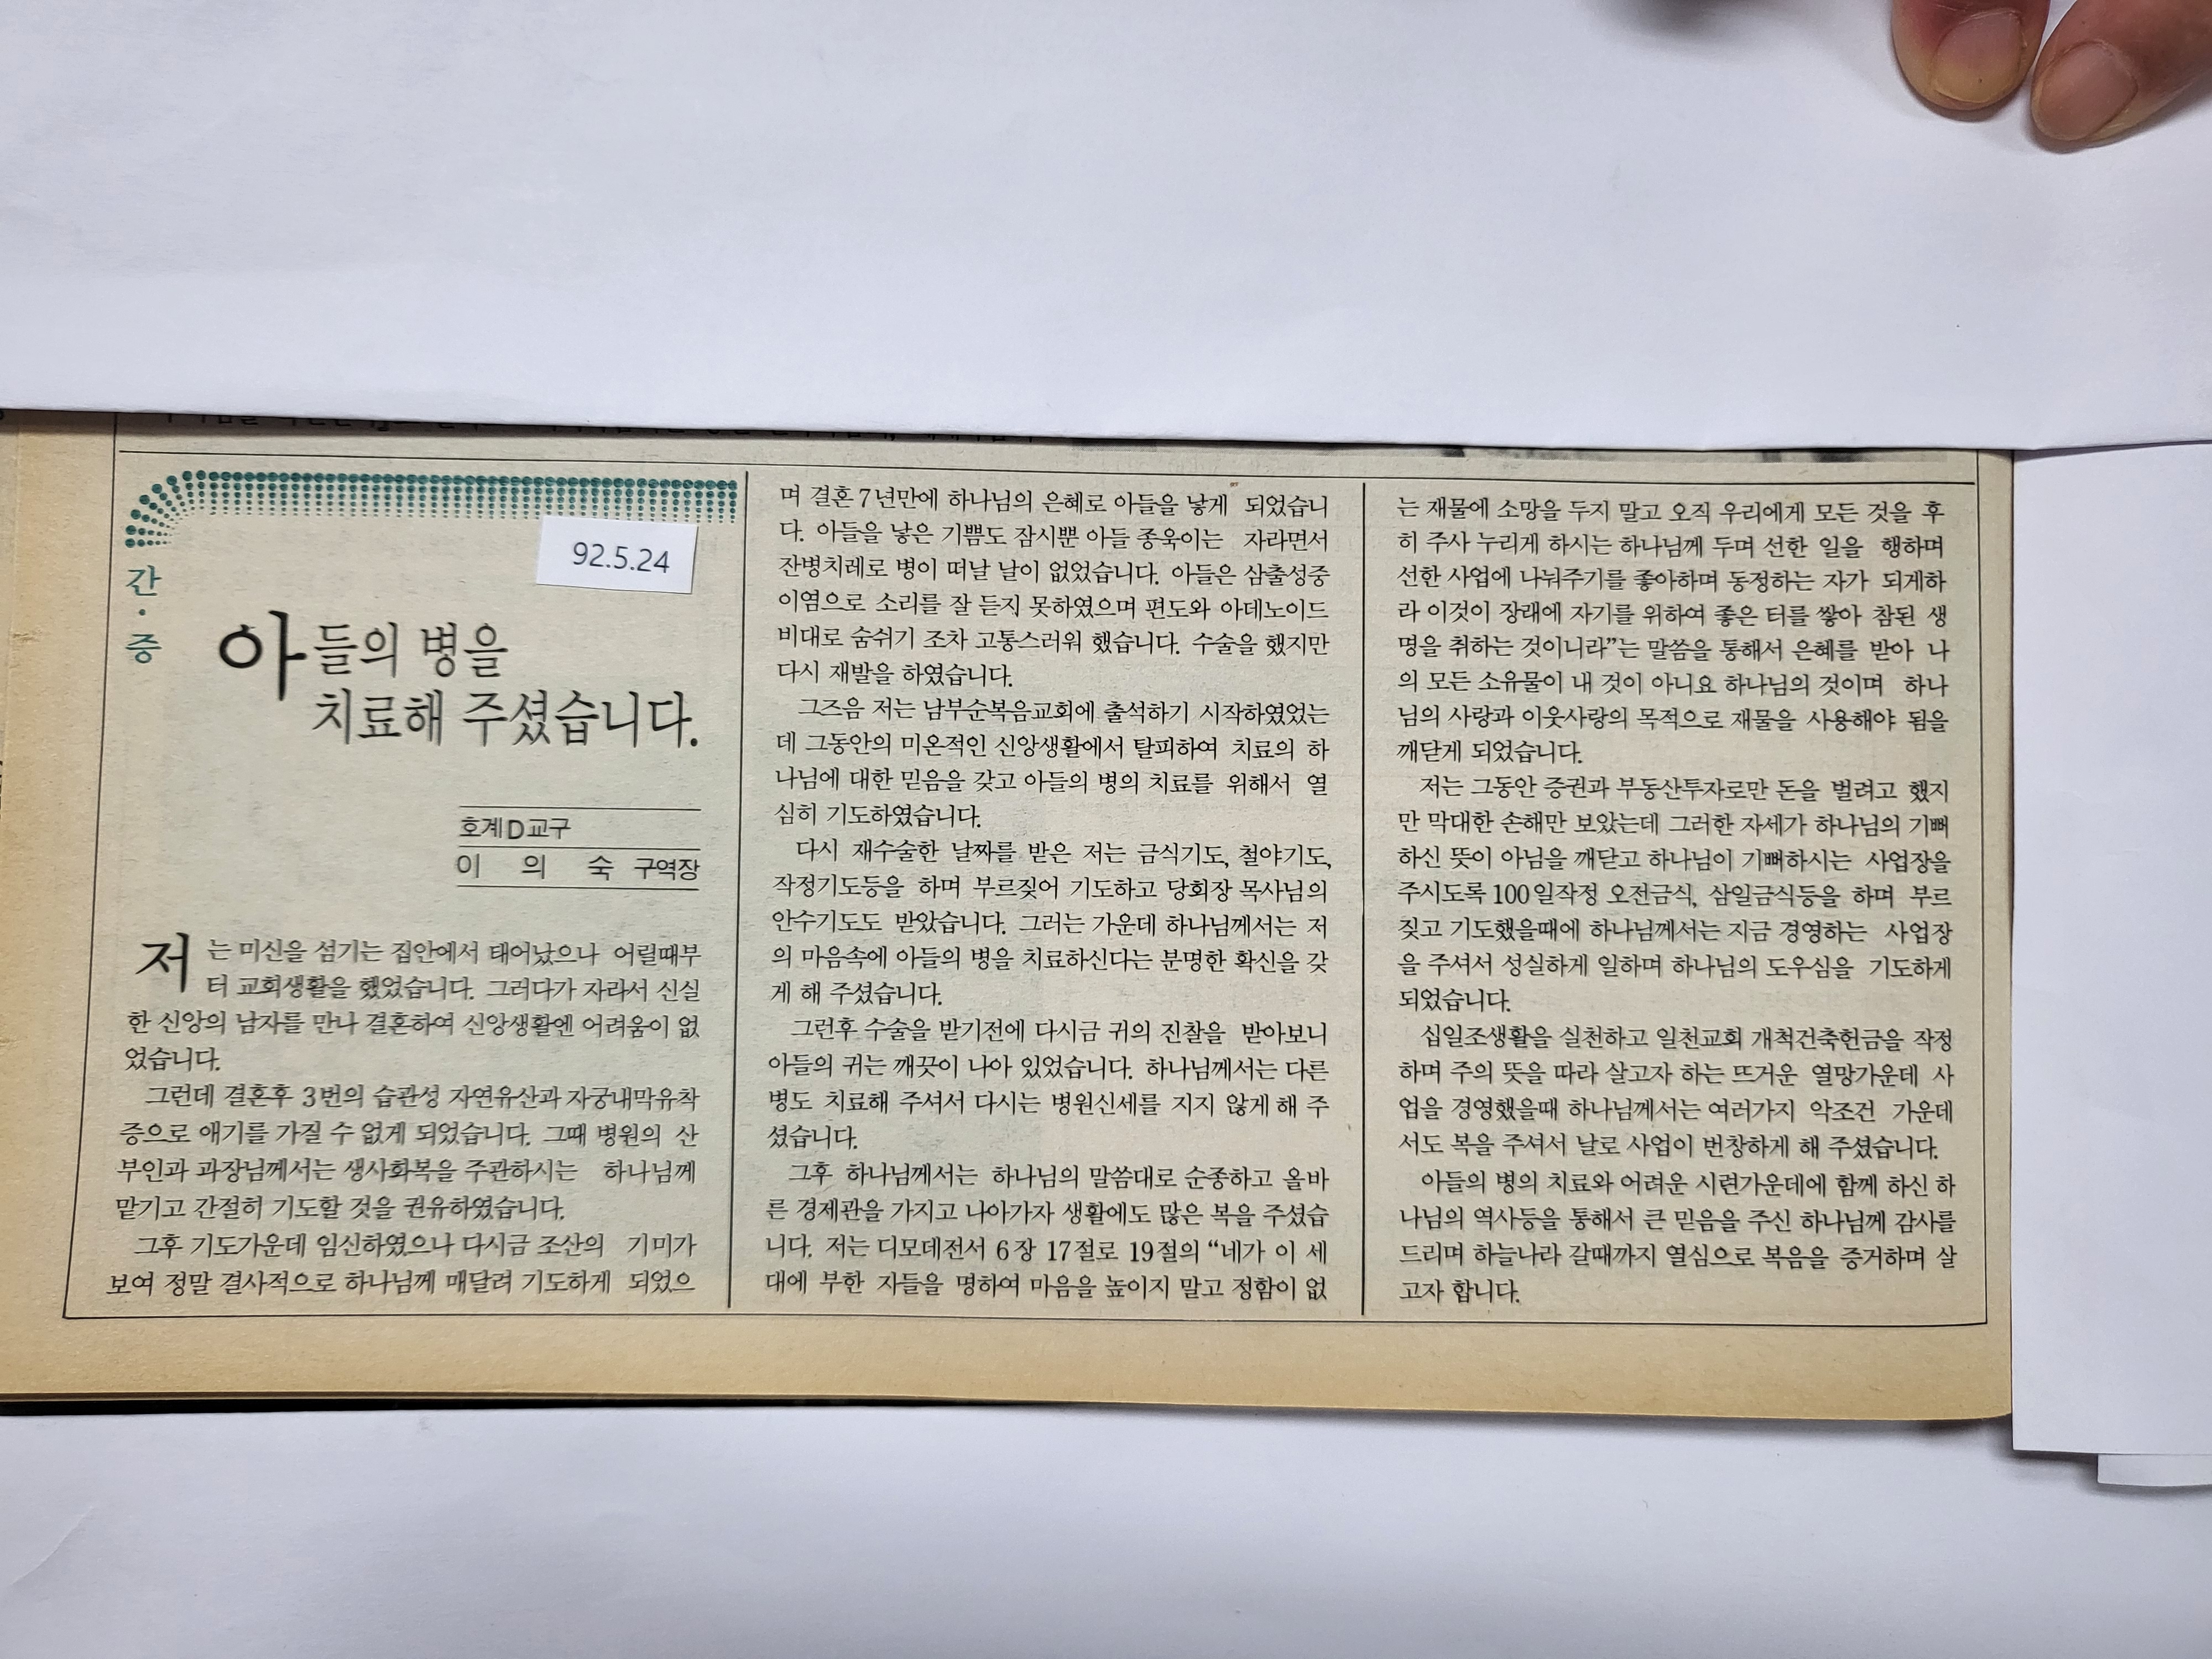 간·증
92.5.24
아들의 병을
치료해 주셨습니다.
호계D교구
이 의 숙 구역장
저는 미신을 섬기는 집안에서 태어났으나 어릴때부
터 교회생활을 했었습니다. 그러다가 자라서 신실
한 신앙의 남자를 만나 결혼하여 신앙생활엔 어려움이 없
었습니다.
그런데 결혼후 3번의 습관성 자연유산과 자궁내막유착
증으로 애기를 가질 수 없게 되었습니다. 그때 병원의 산
부인과 과장님께서는 생사화복을 주관하시는 하나님께
맡기고 간절히 기도할 것을 권유하였습니다.
그후 기도가운데 임신하였으나 다시금 조산의 기미가
보여 정말 결사적으로 하나님께 매달려 기도하게 되었으
며 결혼 7년만에 하나님의 은혜로 아들을 낳게 되었습니
다. 아들을 낳은 기쁨도 잠시뿐 아들 종욱이는 자라면서
잔병치레로 병이 떠날 날이 없었습니다. 아들은 삼출성중
이염으로 소리를 잘 듣지 못하였으며 편도와 아데노이드
비대로 숨쉬기 조차 고통스러워 했습니다. 수술을 했지만
다시 재발을 하였습니다.
그즈음 저는 남부순복음교회에 출석하기 시작하였었는
데 그동안의 미온적인 신앙생활에서 탈피하여 치료의 하
나님에 대한 믿음을 갖고 아들의 병의 치료를 위해서 열
심히 기도하였습니다.
다시 재수술한 날짜를 받은 저는 금식기도, 철야기도,
작정기도등을 하며 부르짖어 기도하고 당회장 목사님의
안수기도도 받았습니다. 그러는 가운데 하나님께서는 저
의 마음속에 아들의 병을 치료하신다는 분명한 확신을 갖
게 해 주셨습니다.
그런후 수술을 받기전에 다시금 귀의 진찰을 받아보니
아들의 귀는 깨끗이 나아 있었습니다. 하나님께서는 다른
병도 치료해 주셔서 다시는 병원신세를 지지 않게 해 주
셨습니다.
그후 하나님께서는 하나님의 말씀대로 순종하고 올바
른 경제관을 가지고 나아가자 생활에도 많은 복을 주셨습
니다. 저는 디모데전서 6장 17절로 19절의 “네가 이 세
대에 부한 자들을 명하여 마음을 높이지 말고 정함이 없
는 재물에 소망을 두지 말고 오직 우리에게 모든 것을 후
히 주사 누리게 하시는 하나님께 두며 선한 일을 행하며
선한 사업에 나눠주기를 좋아하며 동정하는 자가 되게하
라 이것이 장래에 자기를 위하여 좋은 터를 쌓아 참된 생
명을 취하는 것이니라”는 말씀을 통해서 은혜를 받아 나
의 모든 소유물이 내 것이 아니요 하나님의 것이며 하나
님의 사랑과 이웃사랑의 목적으로 재물을 사용해야 됨을
깨닫게 되었습니다.
저는 그동안 증권과 부동산투자로만 돈을 벌려고 했지
만 막대한 손해만 보았는데 그러한 자세가 하나님의 기뻐
하신 뜻이 아님을 깨닫고 하나님이 기뻐하시는 사업장을
주시도록 100일작정 오전금식, 삼일금식등을 하며 부르
짖고 기도했을때에 하나님께서는 지금 경영하는 사업장
을 주셔서 성실하게 일하며 하나님의 도우심을 기도하게
되었습니다.
십일조생활을 실천하고 일천교회 개척건축헌금을 작정
하며 주의 뜻을 따라 살고자 하는 뜨거운 열망가운데 사
업을 경영했을때 하나님께서는 여러가지 악조건 가운데
서도 복을 주셔서 날로 사업이 번창하게 해 주셨습니다.
아들의 병의 치료와 어려운 시련가운데에 함께 하신 하
나님의 역사등을 통해서 큰 믿음을 주신 하나님께 감사를
드리며 하늘나라 갈때까지 열심으로 복음을 증거하며 살
고자 합니다.